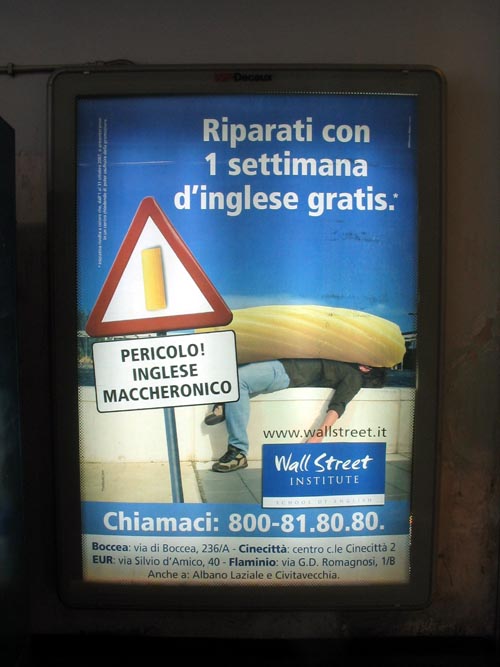 JCDecaux
Riparati con
1 settimana
d'inglese gratis.*
PERICOLO!
INGLESE
MACCHERONICO
www.wallstreet.it
Wall Street
INSTITUTE
SCHOOL OF ENGLISH
Chiamaci: 800-81.80.80.
Boccea: via di Boccea, 236/A - Cinecittà: centro c.le Cinecittà 2
EUR: via Silvio d'Amico, 40 - Flaminio: via G.D. Romagnosi, 1/B
Anche a: Albano Laziale e Civitavecchia.